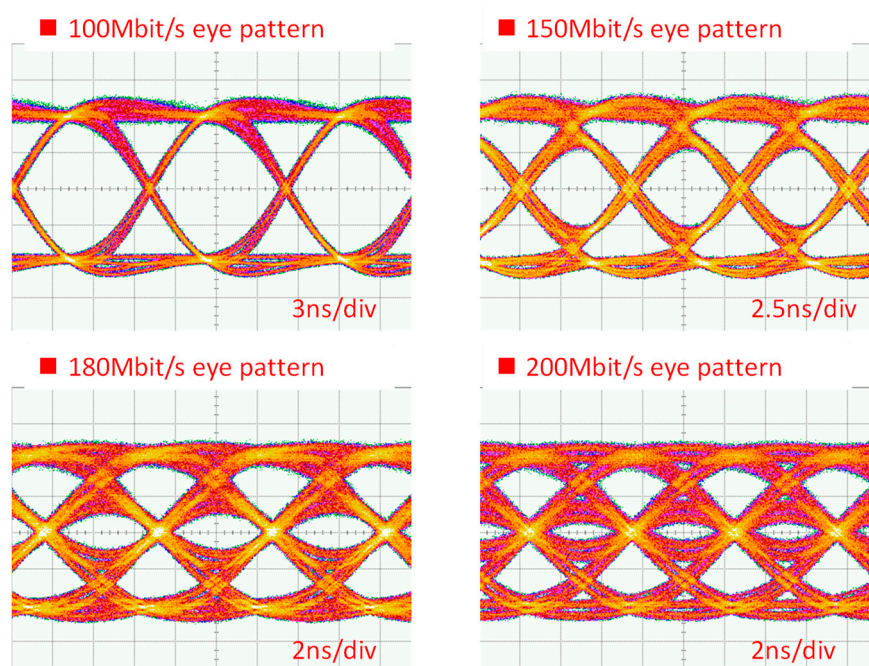 ■ 100Mbit/s eye pattern
3ns/div
■ 150Mbit/s eye pattern
2.5ns/div
■ 180Mbit/s eye pattern
2ns/div
■ 200Mbit/s eye pattern
2ns/div